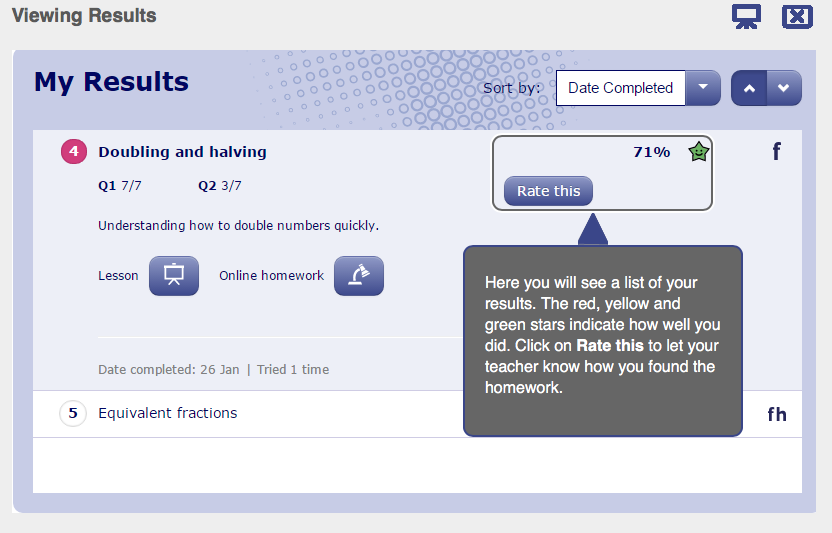 Viewing Results
My Results
Sort by: Date Completed
4 Doubling and halving 71% f
Q1 7/7 Q2 3/7
Rate this
Understanding how to double numbers quickly.
Lesson Online homework
Here you will see a list of your
results. The red, yellow and
green stars indicate how well you
did. Click on Rate this to let your
teacher know how you found the
homework.
Date completed: 26 Jan | Tried 1 time
5 Equivalent fractions fh